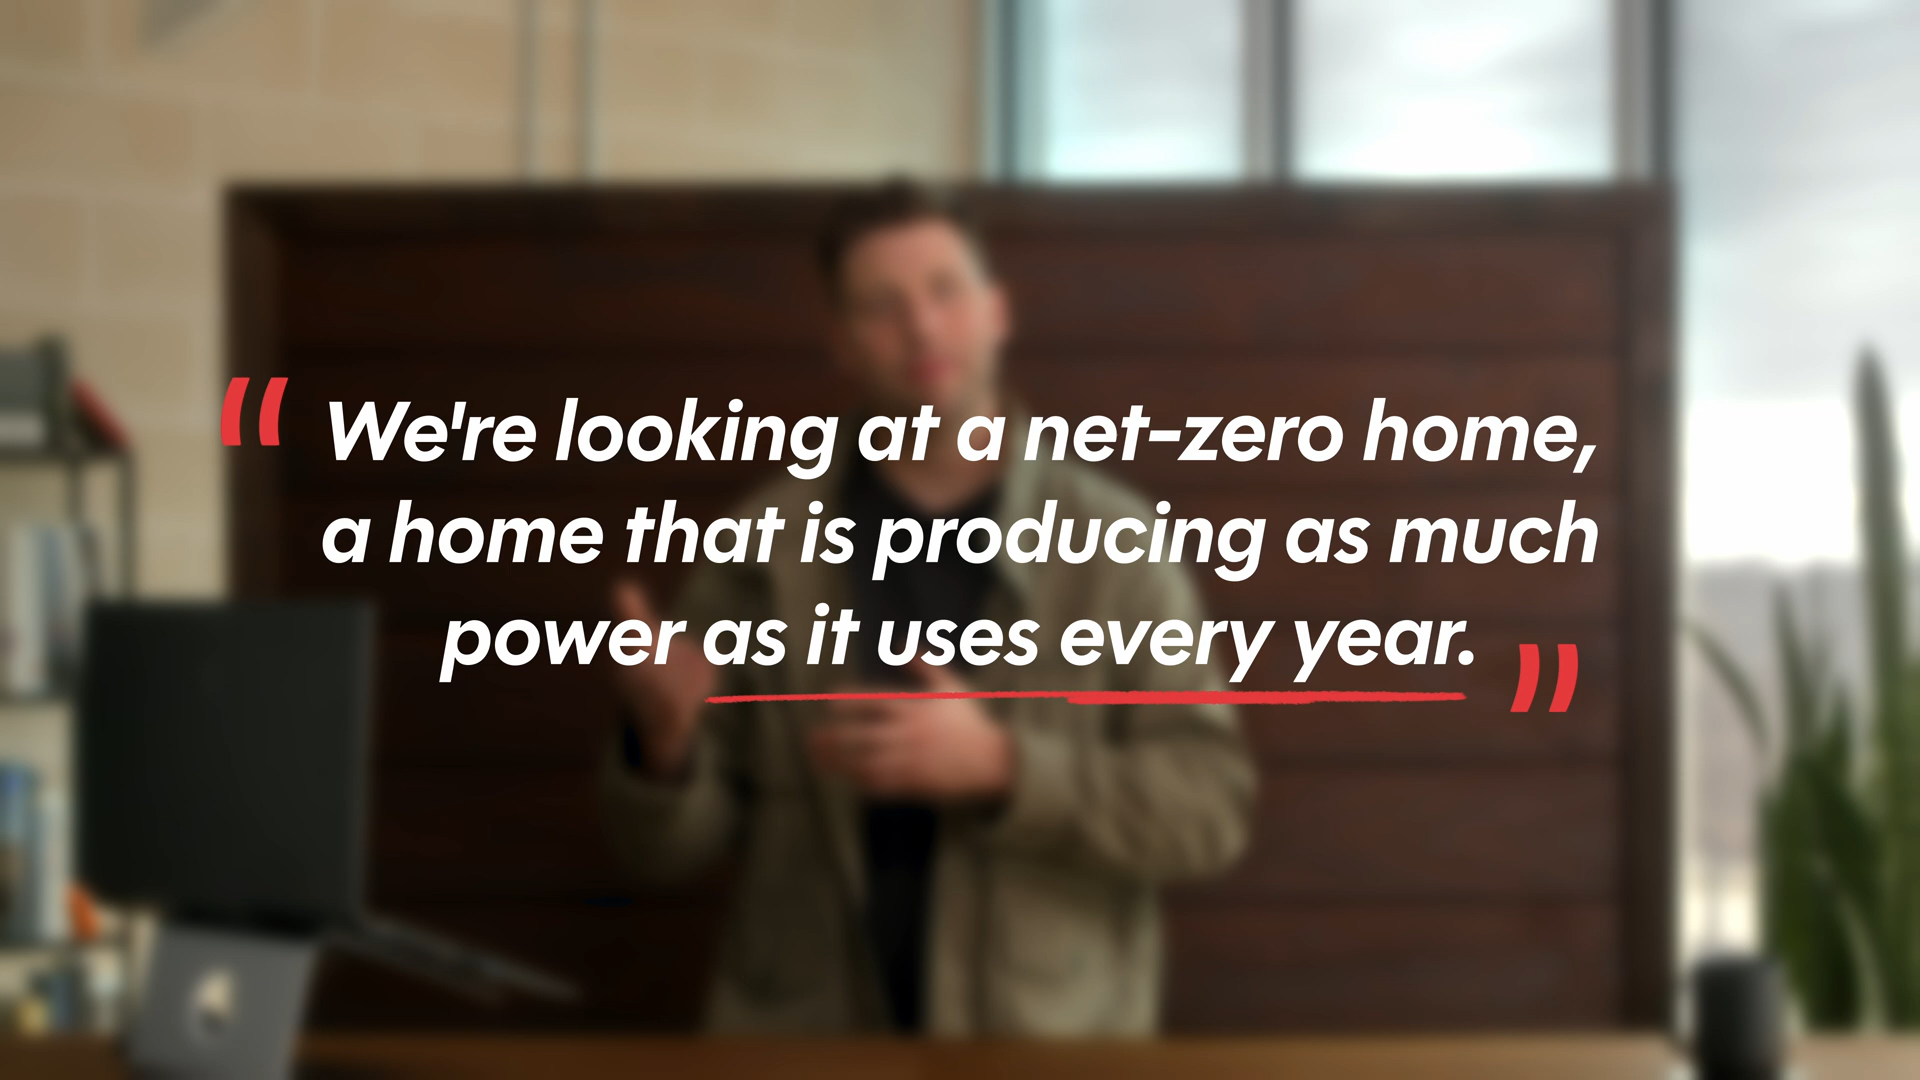 “ We're looking at a net-zero home,
a home that is producing as much
power as it uses every year. ”